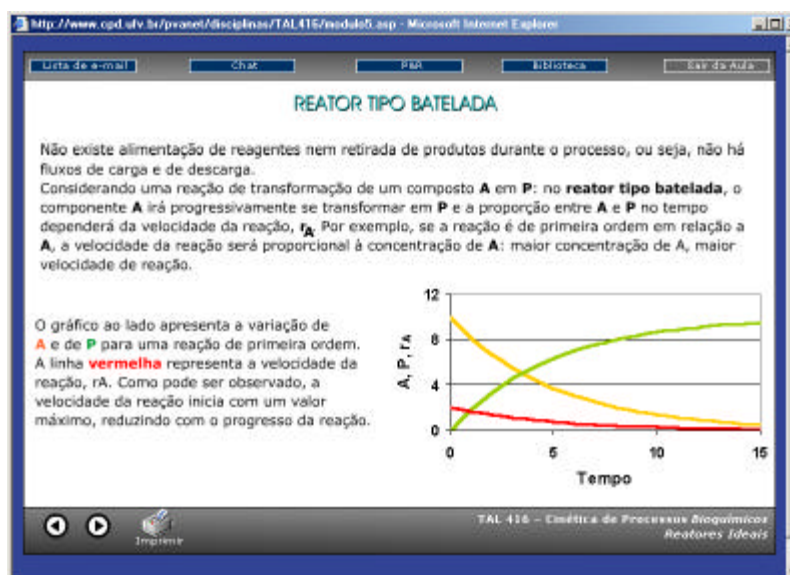 http://www.cpd.ufv.br/pvanet/disciplinas/TAL416/modulo5.asp - Microsoft Internet Explorer
Lista de e-mail Chat P&R Biblioteca Sair da Aula
REATOR TIPO BATELADA
Não existe alimentação de reagentes nem retirada de produtos durante o processo, ou seja, não há
fluxos de carga e de descarga.
Considerando uma reação de transformação de um composto A em P: no reator tipo batelada, o
componente A irá progressivamente se transformar em P e a proporção entre A e P no tempo
dependerá da velocidade da reação, rA. Por exemplo, se a reação é de primeira ordem em relação a
A, a velocidade da reação será proporcional à concentração de A: maior concentração de A, maior
velocidade de reação.
O gráfico ao lado apresenta a variação de
A e de P para uma reação de primeira ordem.
A linha vermelha representa a velocidade da
reação, rA. Como pode ser observado, a
velocidade da reação inicia com um valor
máximo, reduzindo com o progresso da reação.
12
8
4
0
A, P, rA
0 5 10 15
Tempo
Imprimir
TAL 416 – Cinética de Processos Bioquímicos
Reatores Ideais